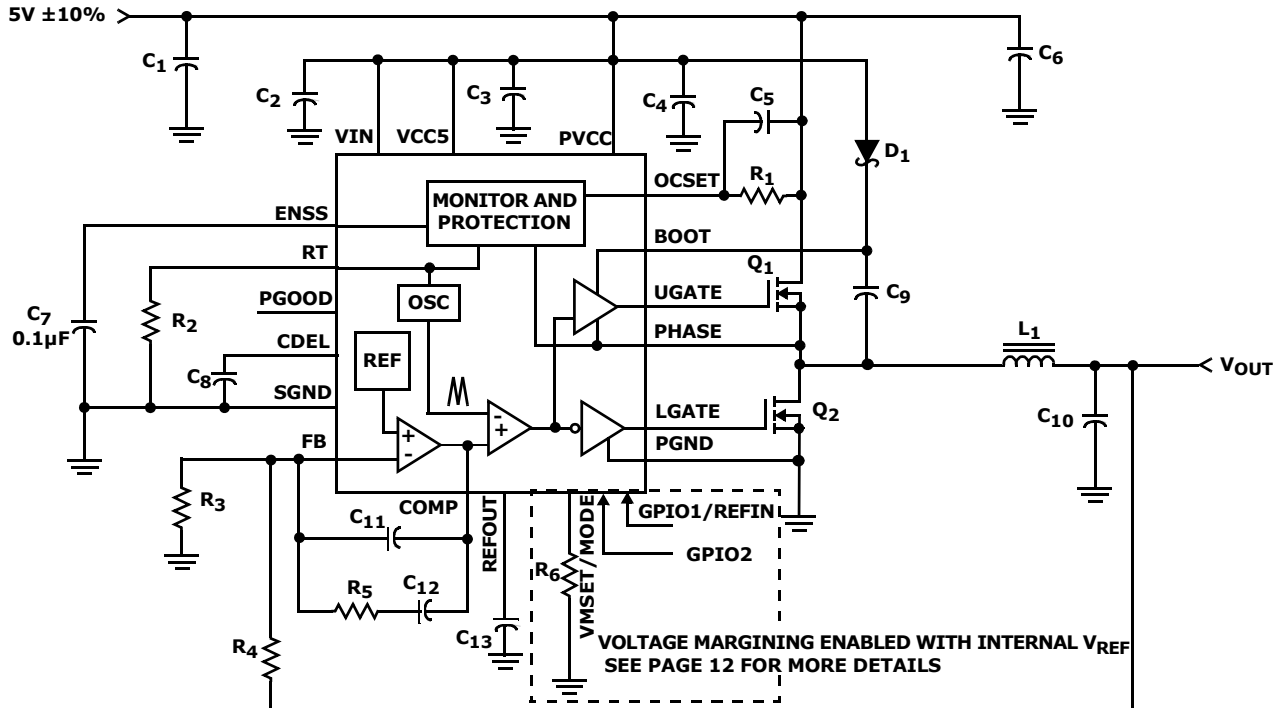 5V ±10%
C1
C2
C3
C4
C5
C6
VIN
VCC5
PVCC
D1
OCSET
R1
MONITOR AND
PROTECTION
ENSS
BOOT
RT
Q1
OSC
UGATE
C9
PGOOD
C7
0.1µF
R2
PHASE
L1
CDEL
REF
VOUT
C8
SGND
LGATE
Q2
C10
FB
+
-
-
+
PGND
R3
COMP
REFOUT
VMSET/MODE
GPIO1/REFIN
GPIO2
C11
R6
R5
C12
C13
R4
VOLTAGE MARGINING ENABLED WITH INTERNAL VREF
SEE PAGE 12 FOR MORE DETAILS